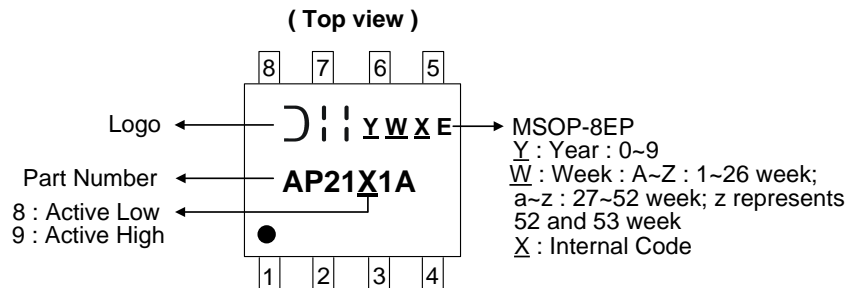 ( Top view )
8 7 6 5
Logo
Y W X E
MSOP-8EP
Y : Year : 0~9
W : Week : A~Z : 1~26 week;
a~z : 27~52 week; z represents
52 and 53 week
X : Internal Code
Part Number
AP21X1A
8 : Active Low
9 : Active High
1 2 3 4